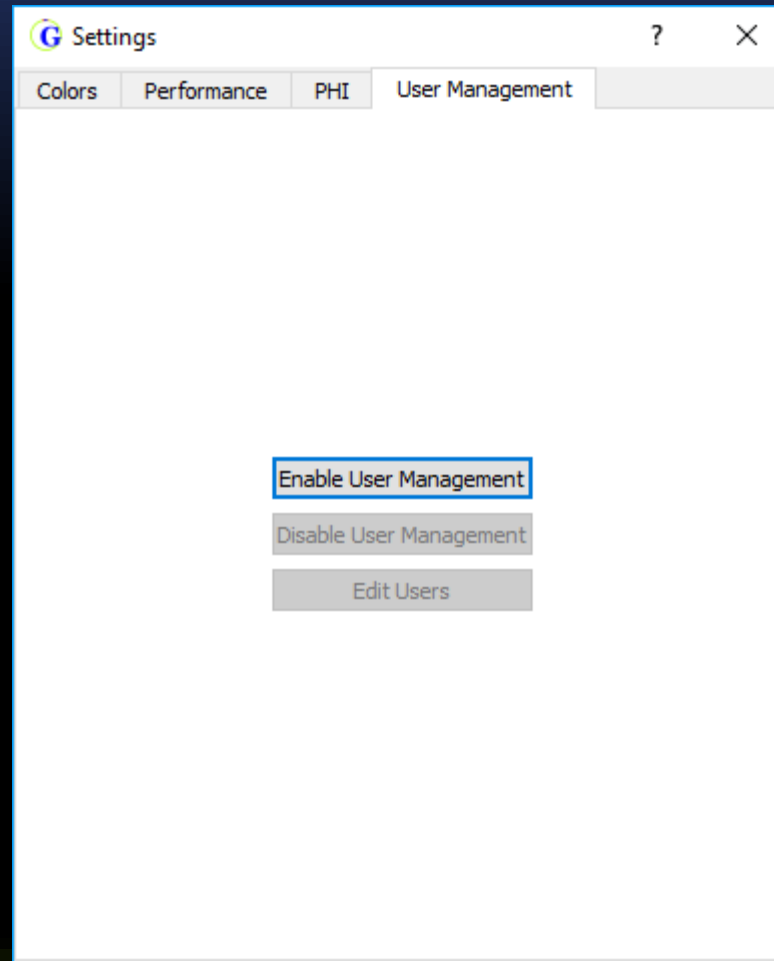 G Settings ?
Colors Performance PHI User Management
Enable User Management
Disable User Management
Edit Users